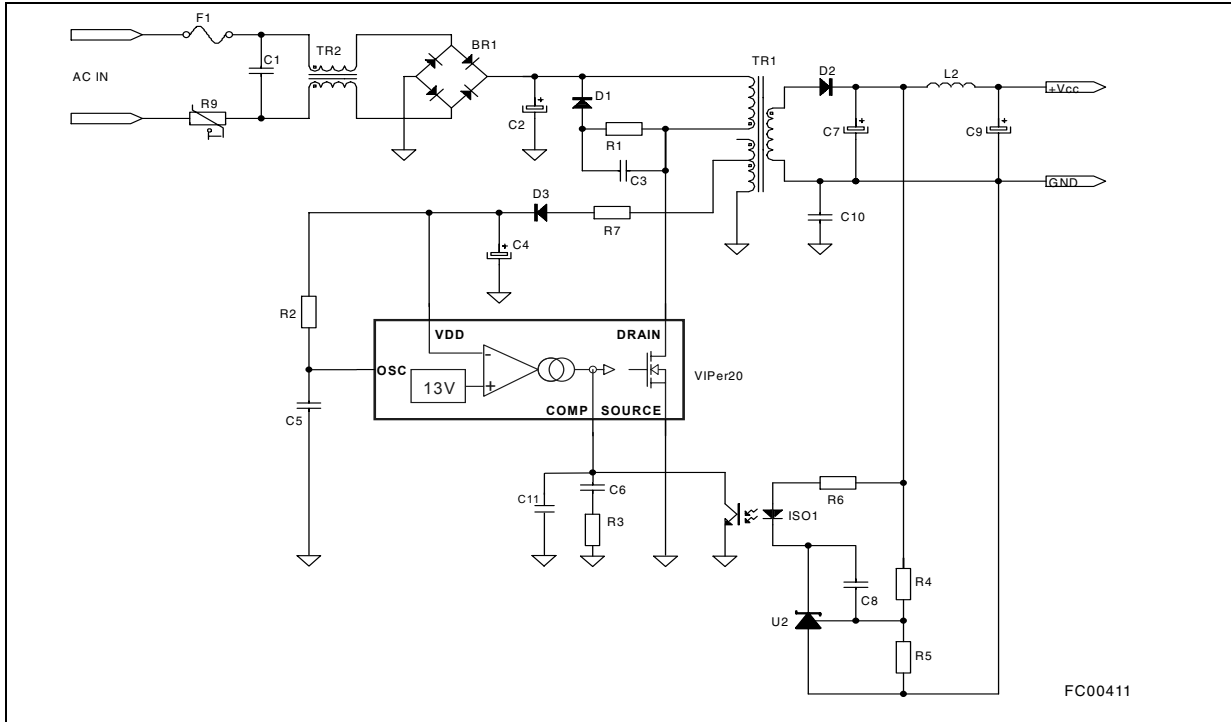 F1
BR1
TR2
TR1
C1
AC IN
D2
L2
+Vcc
R9
D1
C2
+
R1
C7
+
C9
+
C3
GND
D3
R7
C10
C4
+
R2
VDD
DRAIN
-
OSC
VIPer20
13V
+
COMP
SOURCE
C5
C6
C11
R6
ISO1
R3
R4
C8
U2
R5
FC00411